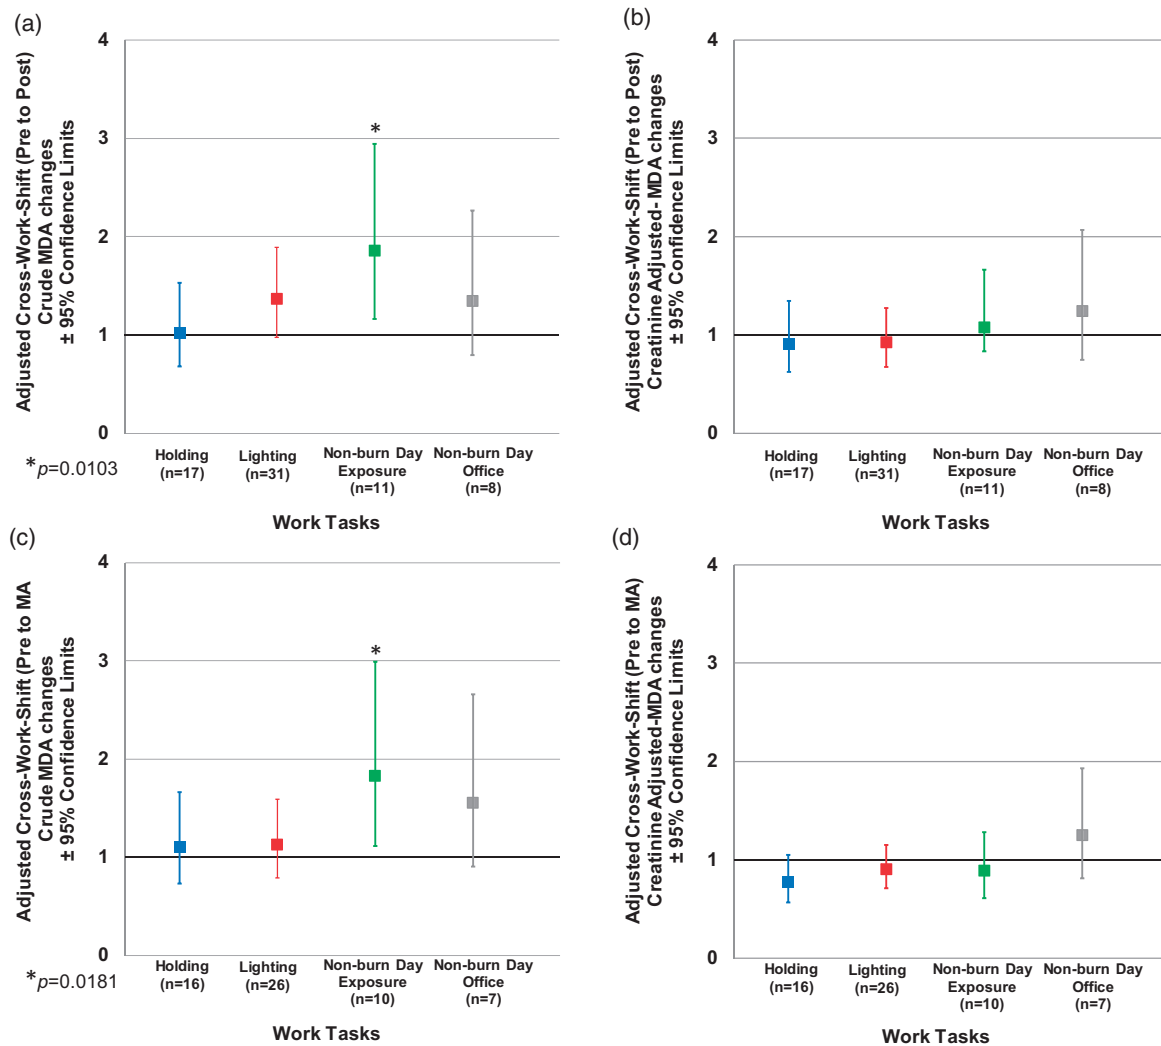 (a)
Adjusted Cross-Work-Shift (Pre to Post)
Crude MDA changes
± 95% Confidence Limits
4
3
2
1
0
*
*p=0.0103
Holding
(n=17)
Lighting
(n=31)
Non-burn Day
Exposure
(n=11)
Non-burn Day
Office
(n=8)
Work Tasks
(b)
Adjusted Cross-Work-Shift (Pre to Post)
Creatinine Adjusted- MDA changes
± 95% Confidence Limits
4
3
2
1
0
Holding
(n=17)
Lighting
(n=31)
Non-burn Day
Exposure
(n=11)
Non-burn Day
Office
(n=8)
Work Tasks
(c)
Adjusted Cross-Work-Shift (Pre to MA
Crude MDA changes
± 95% Confidence Limits
4
3
2
1
0
*
*p=0.0181
Holding
(n=16)
Lighting
(n=26)
Non-burn Day
Exposure
(n=10)
Non-burn Day
Office
(n=7)
Work Tasks
(d)
Adjusted Cross-Work-Shift (Pre to MA)
Creatinine Adjusted-MDA changes
± 95% Confidence Limits
4
3
2
1
0
Holding
(n=16)
Lighting
(n=26)
Non-burn Day
Exposure
(n=10)
Non-burn Day
Office
(n=7)
Work Tasks